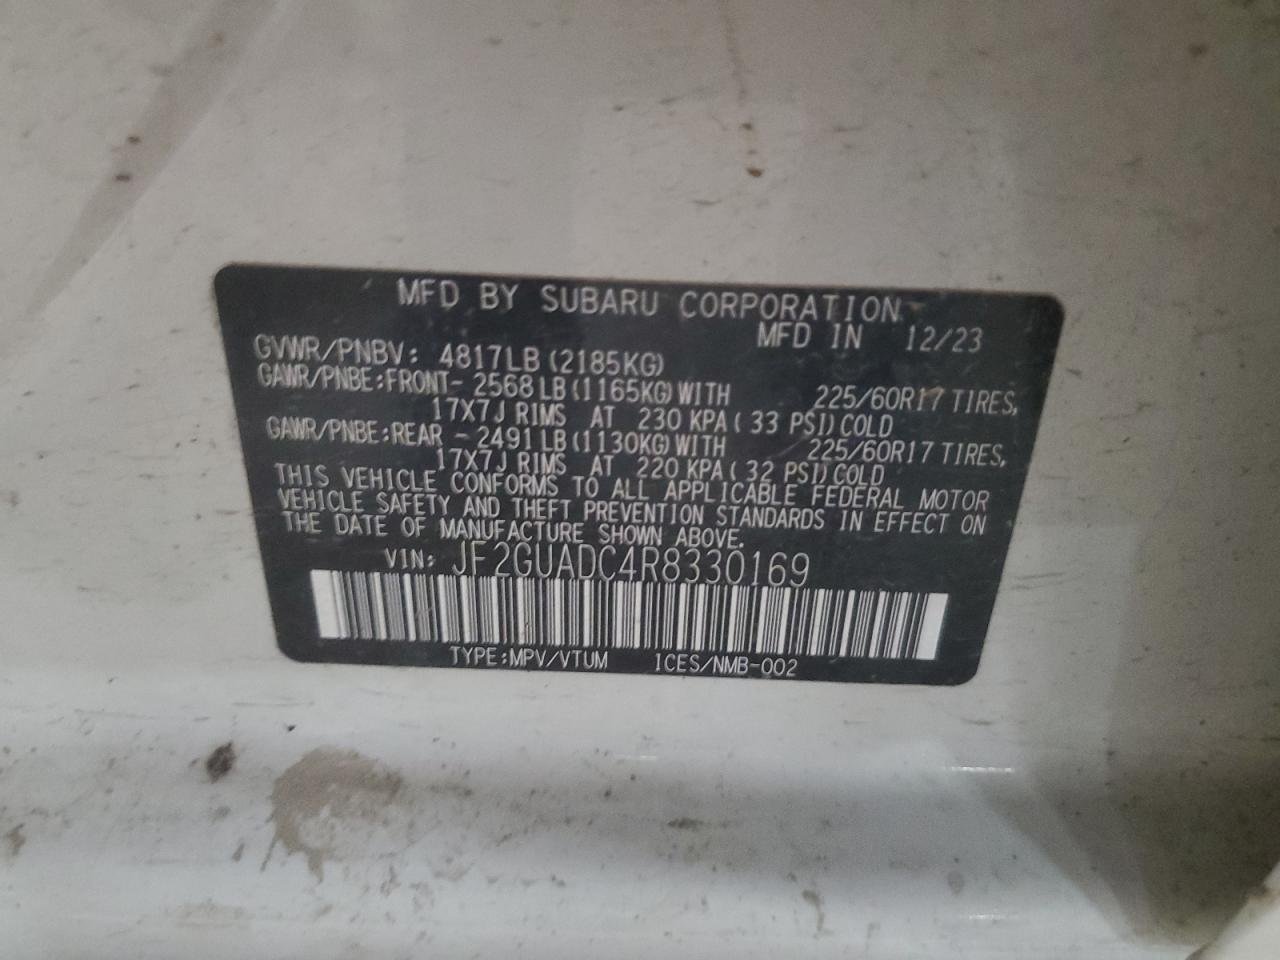 MFD BY SUBARU CORPORATION
MFD IN 12/23
GVWR/PNBV: 4817LB (2185KG)
GAWR/PNBE:FRONT- 2568 LB(1165KG)WITH 225/60R17 TIRES,
17X7J RIMS AT 230 KPA( 33 PSI)COLD
GAWR/PNBE:REAR - 2491 LB(1130KG)WITH 225/60R17 TIRES,
17X7J RIMS AT 220 KPA( 32 PSI)COLD
THIS VEHICLE CONFORMS TO ALL APPLICABLE FEDERAL MOTOR
VEHICLE SAFETY AND THEFT PREVENTION STANDARDS IN EFFECT ON
THE DATE OF MANUFACTURE SHOWN ABOVE.
VIN: JF2GUADC4R8330169
TYPE:MPV/VTUM ICES/NMB-002